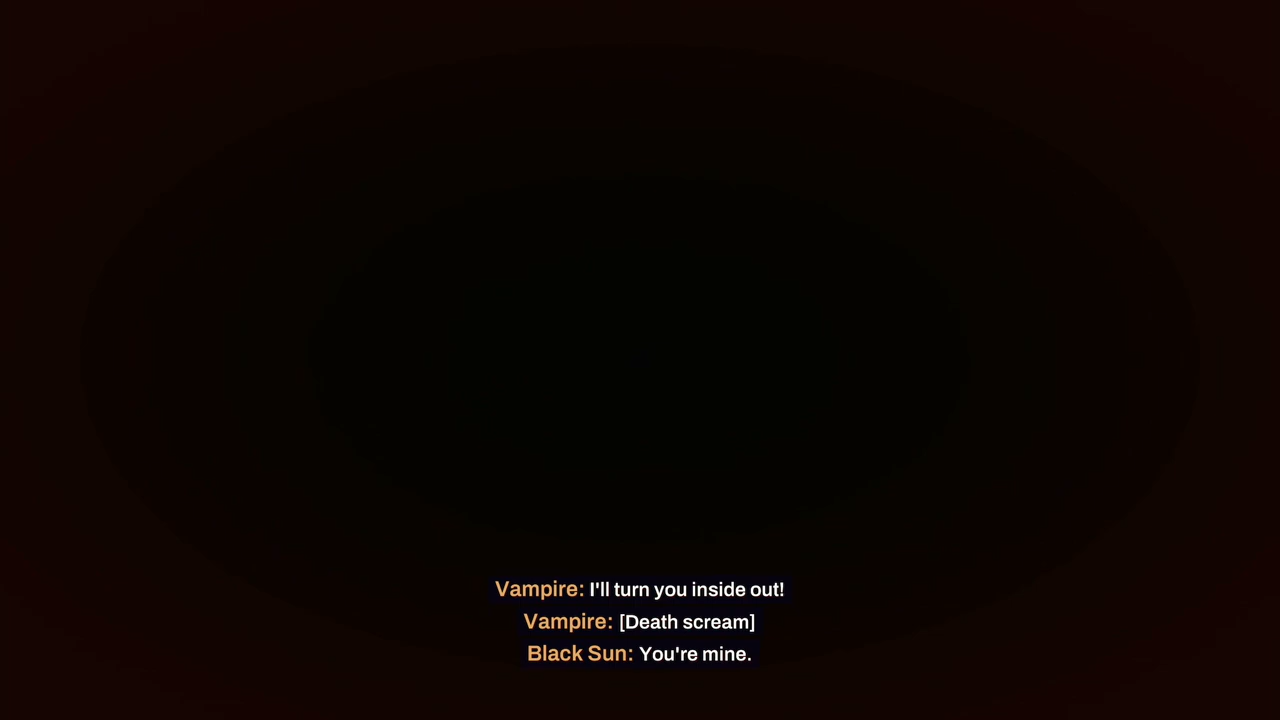 Vampire: I'll turn you inside out!
Vampire: [Death scream]
Black Sun: You're mine.